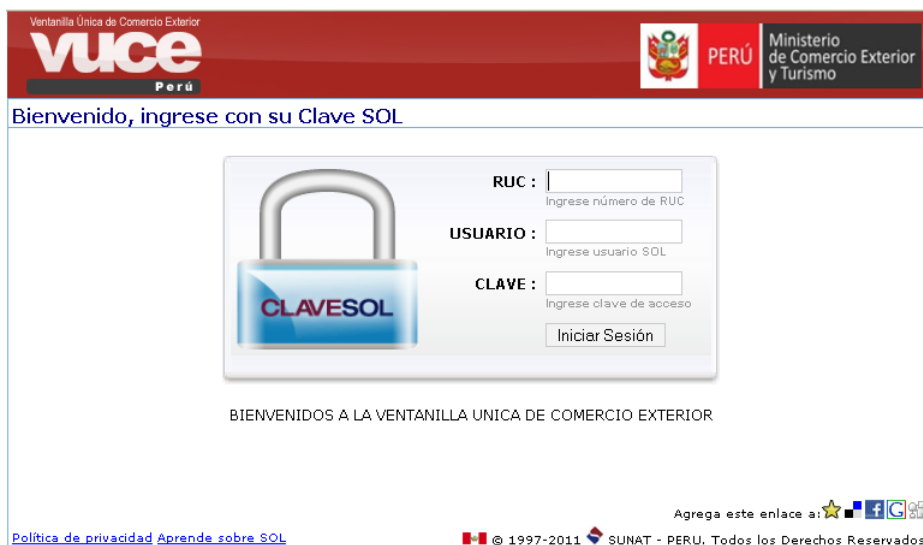 Ventanilla Única de Comercio Exterior
vuce
Perú
PERÚ
Ministerio
de Comercio Exterior
y Turismo
Bienvenido, ingrese con su Clave SOL
RUC :
Ingrese número de RUC
USUARIO :
Ingrese usuario SOL
CLAVE :
Ingrese clave de acceso
CLAVESOL
Iniciar Sesión
BIENVENIDOS A LA VENTANILLA UNICA DE COMERCIO EXTERIOR
Agrega este enlace a:
Política de privacidad Aprende sobre SOL
© 1997-2011 SUNAT - PERU. Todos los Derechos Reservados